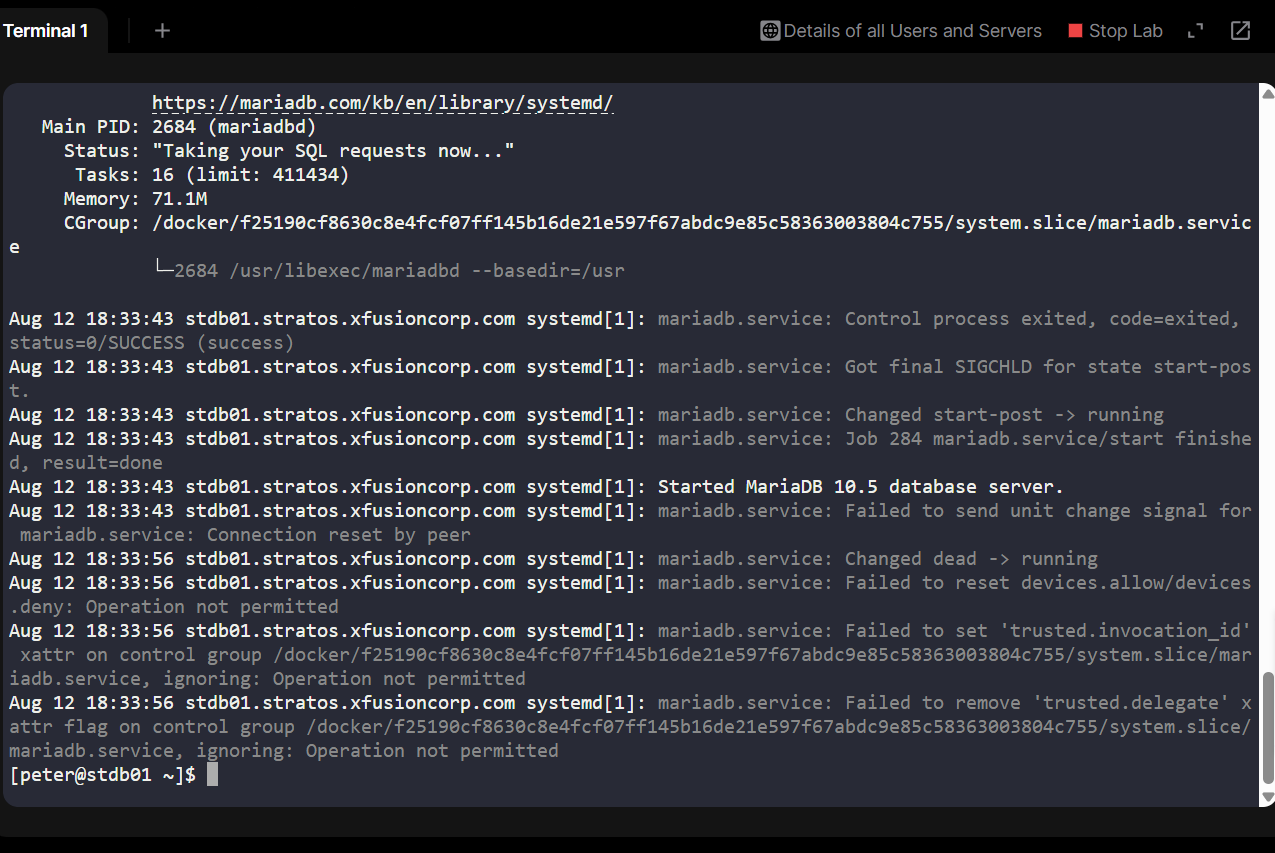 Terminal 1
+
Details of all Users and Servers
Stop Lab
https://mariadb.com/kb/en/library/systemd/
Main PID: 2684 (mariadbd)
Status: "Taking your SQL requests now..."
Tasks: 16 (limit: 411434)
Memory: 71.1M
CGroup: /docker/f25190cf8630c8e4fcf07ff145b16de21e597f67abdc9e85c58363003804c755/system.slice/mariadb.servic
e
└─2684 /usr/libexec/mariadbd --basedir=/usr
Aug 12 18:33:43 stdb01.stratos.xfusioncorp.com systemd[1]: mariadb.service: Control process exited, code=exited,
status=0/SUCCESS (success)
Aug 12 18:33:43 stdb01.stratos.xfusioncorp.com systemd[1]: mariadb.service: Got final SIGCHLD for state start-pos
t.
Aug 12 18:33:43 stdb01.stratos.xfusioncorp.com systemd[1]: mariadb.service: Changed start-post -> running
Aug 12 18:33:43 stdb01.stratos.xfusioncorp.com systemd[1]: mariadb.service: Job 284 mariadb.service/start finishe
d, result=done
Aug 12 18:33:43 stdb01.stratos.xfusioncorp.com systemd[1]: Started MariaDB 10.5 database server.
Aug 12 18:33:43 stdb01.stratos.xfusioncorp.com systemd[1]: mariadb.service: Failed to send unit change signal for
mariadb.service: Connection reset by peer
Aug 12 18:33:56 stdb01.stratos.xfusioncorp.com systemd[1]: mariadb.service: Changed dead -> running
Aug 12 18:33:56 stdb01.stratos.xfusioncorp.com systemd[1]: mariadb.service: Failed to reset devices.allow/devices
.deny: Operation not permitted
Aug 12 18:33:56 stdb01.stratos.xfusioncorp.com systemd[1]: mariadb.service: Failed to set 'trusted.invocation_id'
xattr on control group /docker/f25190cf8630c8e4fcf07ff145b16de21e597f67abdc9e85c58363003804c755/system.slice/mar
iadb.service, ignoring: Operation not permitted
Aug 12 18:33:56 stdb01.stratos.xfusioncorp.com systemd[1]: mariadb.service: Failed to remove 'trusted.delegate' x
attr flag on control group /docker/f25190cf8630c8e4fcf07ff145b16de21e597f67abdc9e85c58363003804c755/system.slice/
mariadb.service, ignoring: Operation not permitted
[peter@stdb01 ~]$